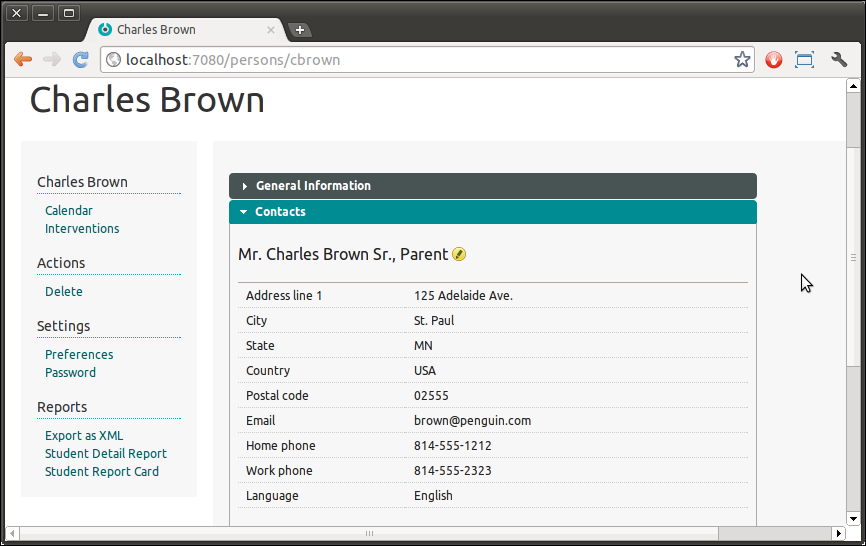 Charles Brown
localhost:7080/persons/cbrown
Charles Brown
Charles Brown
Calendar
Interventions
Actions
Delete
Settings
Preferences
Password
Reports
Export as XML
Student Detail Report
Student Report Card
General Information
Contacts
Mr. Charles Brown Sr., Parent
Address line 1 125 Adelaide Ave.
City St. Paul
State MN
Country USA
Postal code 02555
Email brown@penguin.com
Home phone 814-555-1212
Work phone 814-555-2323
Language English